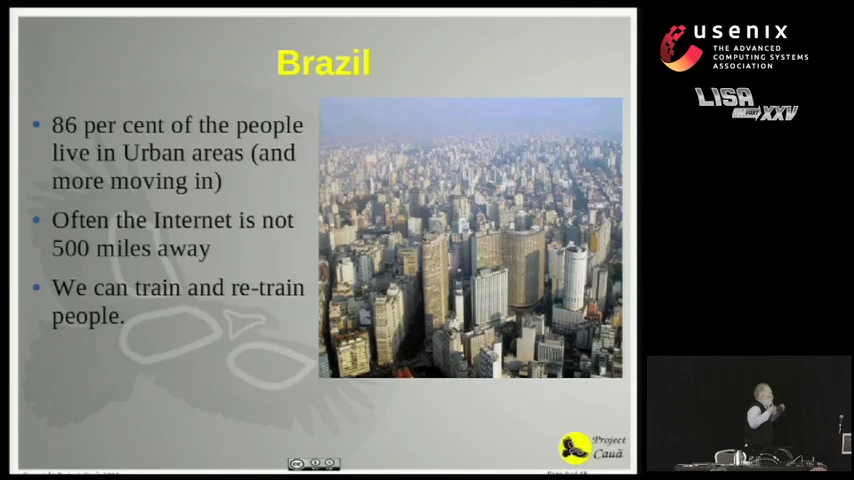 Brazil
86 per cent of the people
live in Urban areas (and
more moving in)
Often the Internet is not
500 miles away
We can train and re-train
people.
Project
Cauã
usenix
THE ADVANCED
COMPUTING SYSTEMS
ASSOCIATION
LISA
PART XXV